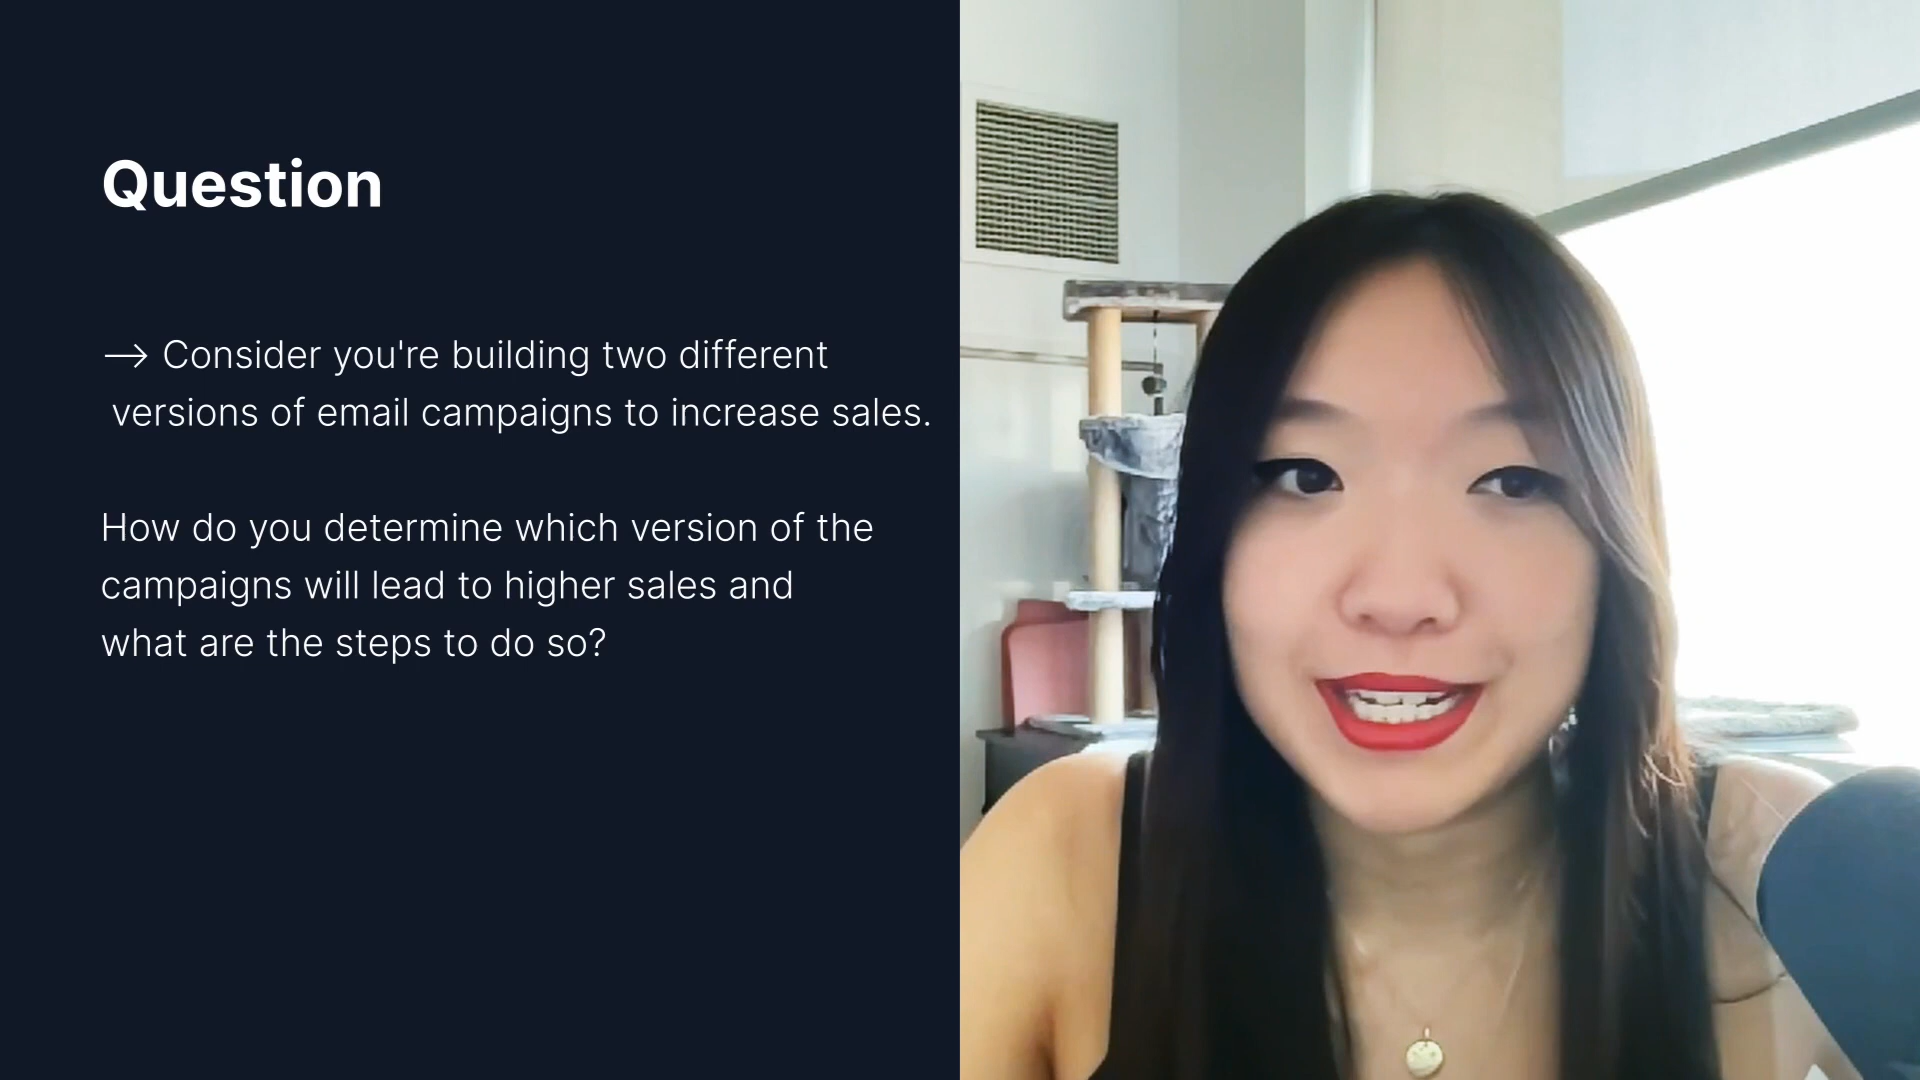 Question
→ Consider you're building two different
versions of email campaigns to increase sales.
How do you determine which version of the
campaigns will lead to higher sales and
what are the steps to do so?